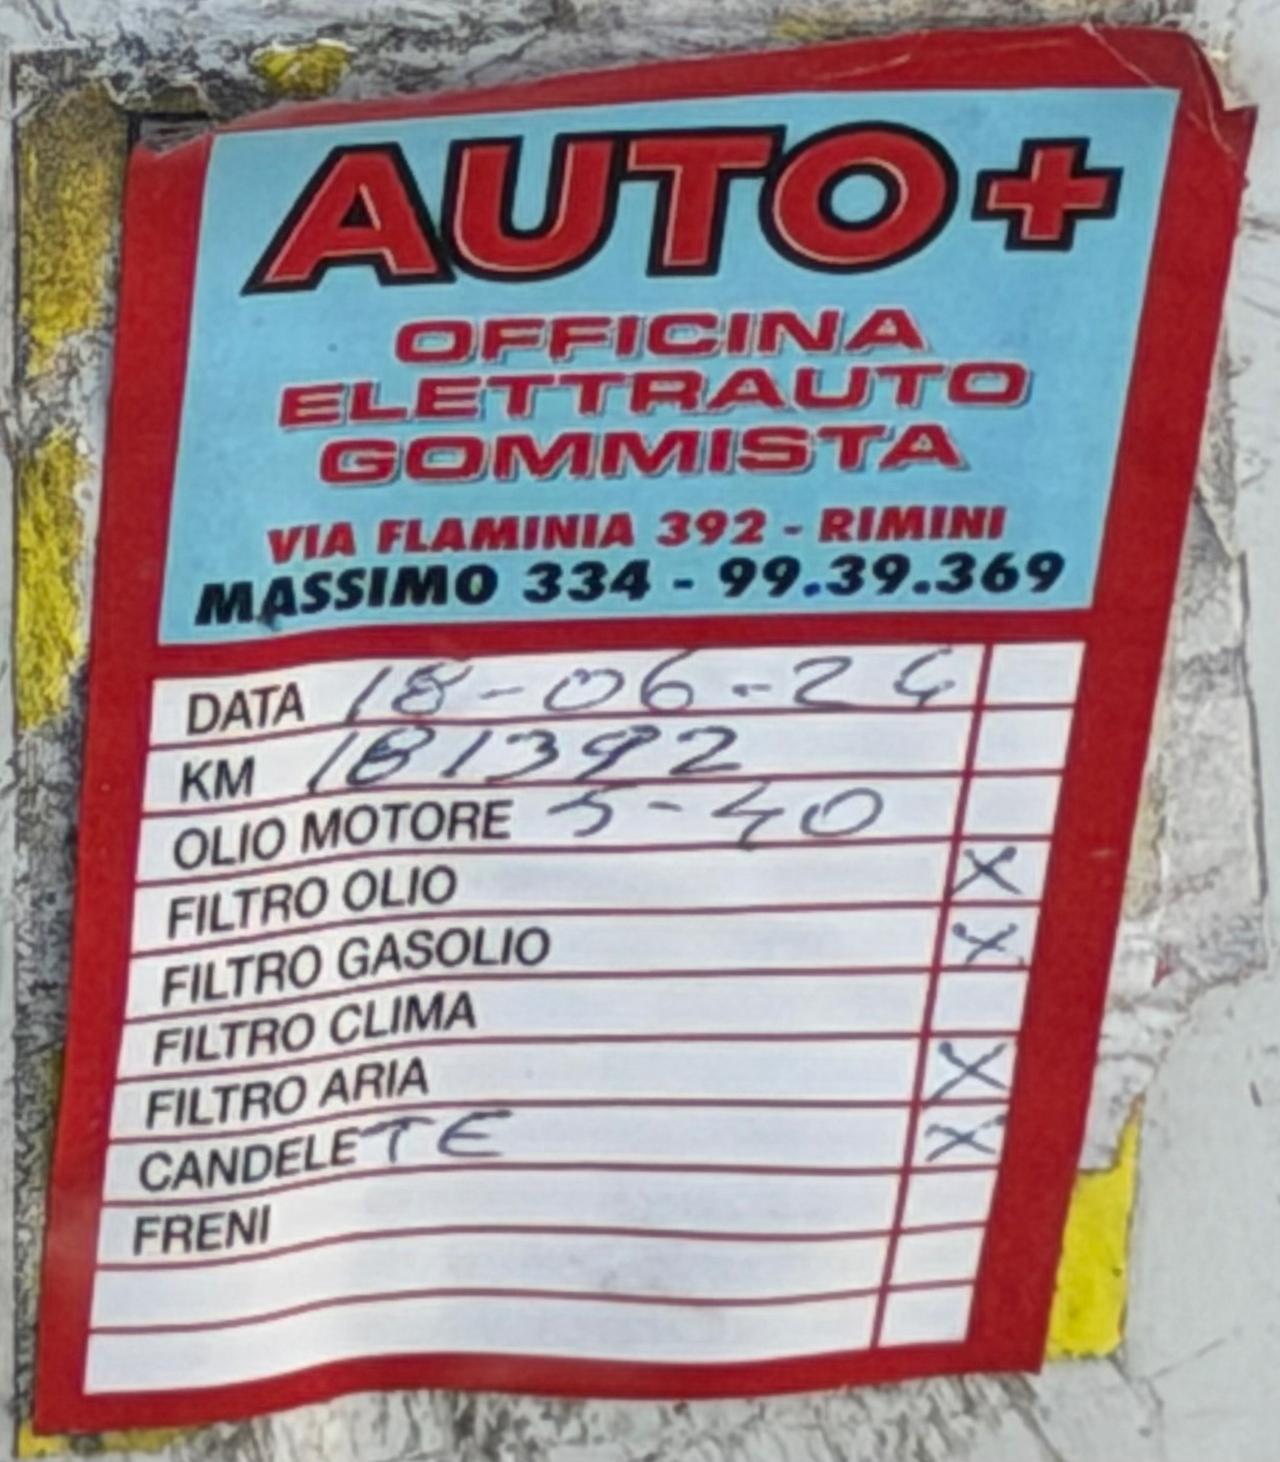 AUTO+
OFFICINA
ELETTRAUTO
GOMMISTA
VIA FLAMINIA 392 - RIMINI
MASSIMO 334 - 99.39.369
DATA 18-06-24
KM 181392
OLIO MOTORE 5-40
FILTRO OLIO X
FILTRO GASOLIO X
FILTRO CLIMA
FILTRO ARIA X
CANDELETE X
FRENI